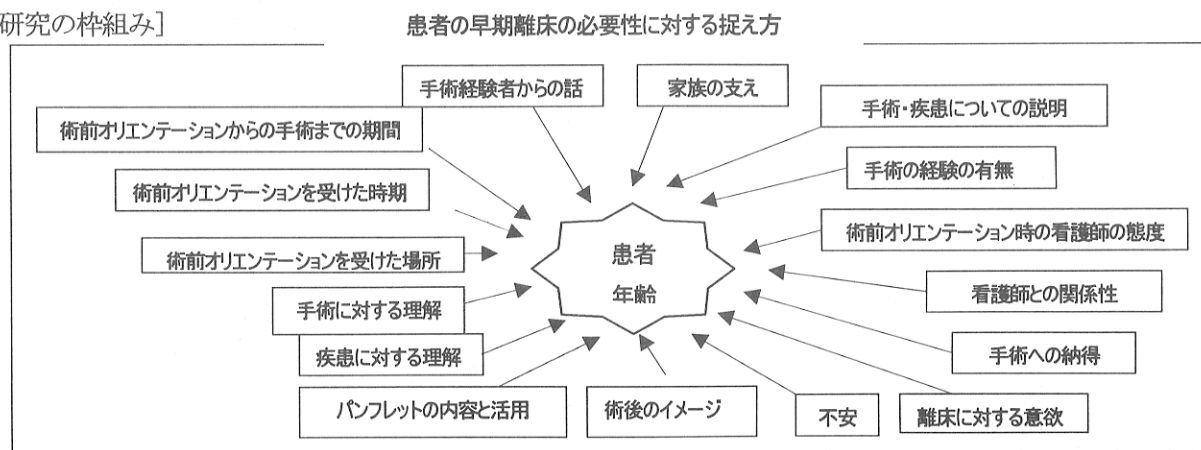 研究の枠組み]
患者の早期離床の必要性に対する捉え方
手術経験者からの話
家族の支え
手術・疾患についての説明
術前オリエンテーションからの手術までの期間
手術の経験の有無
術前オリエンテーションを受けた時期
術前オリエンテーション時の看護師の態度
術前オリエンテーションを受けた場所
患者
年齢
看護師との関係性
手術に対する理解
疾患に対する理解
手術への納得
パンフレットの内容と活用
術後のイメージ
不安
離床に対する意欲